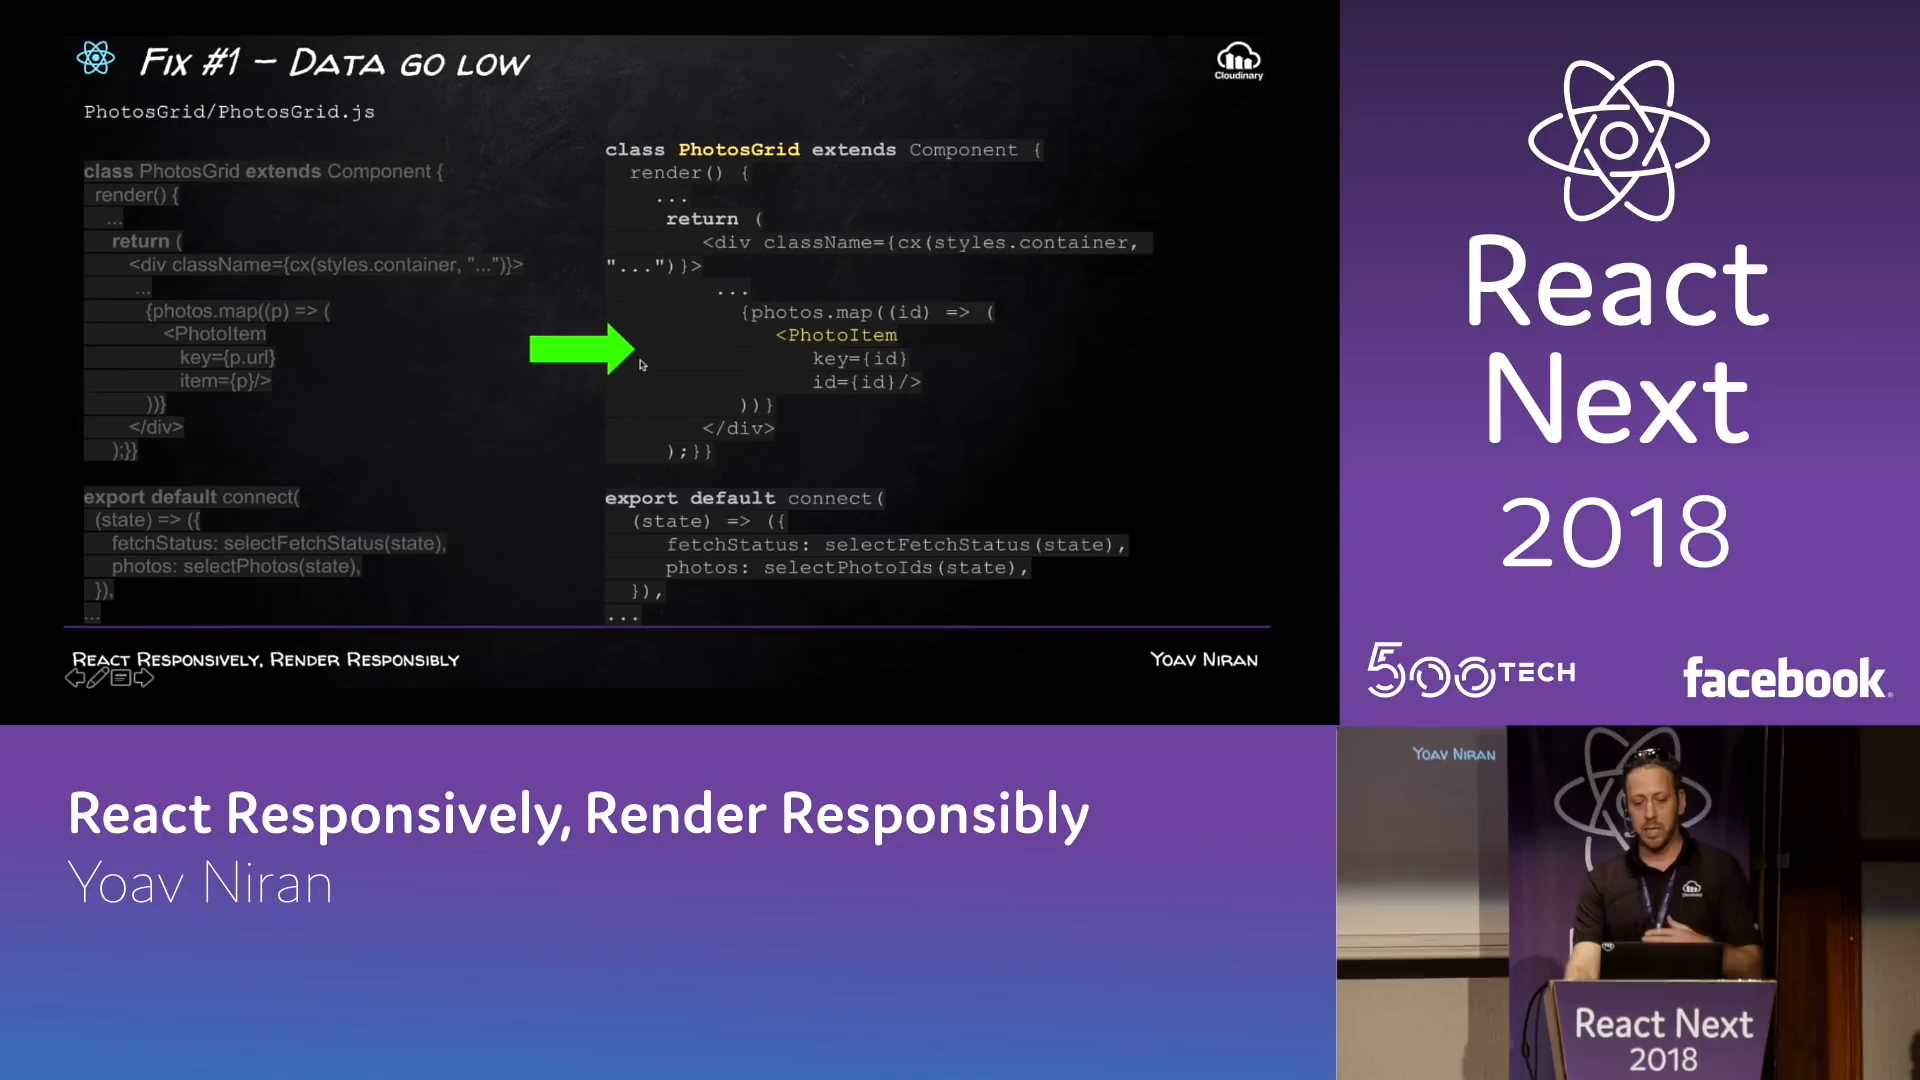 Fix #1 – Data go low
Cloudinary
PhotosGrid/PhotosGrid.js
class PhotosGrid extends Component {
render() {
...
return (
<div className={cx(styles.container, "...")}>
...
{photos.map((p) => (
<PhotoItem
key={p.url}
item={p}/>
))}
</div>
);}}
export default connect(
(state) => ({
fetchStatus: selectFetchStatus(state),
photos: selectPhotos(state),
}),
...
class PhotosGrid extends Component {
render() {
...
return (
<div className={cx(styles.container,
"...")}>
...
{photos.map((id) => (
<PhotoItem
key={id}
id={id}/>
))}
</div>
);}}
export default connect(
(state) => ({
fetchStatus: selectFetchStatus(state),
photos: selectPhotoIds(state),
}),
...
React Responsively, Render Responsibly
Yoav Niran
React
Next
2018
500TECH
facebook
React Responsively, Render Responsibly
Yoav Niran
Yoav Niran
Cloudinary
React Next
2018